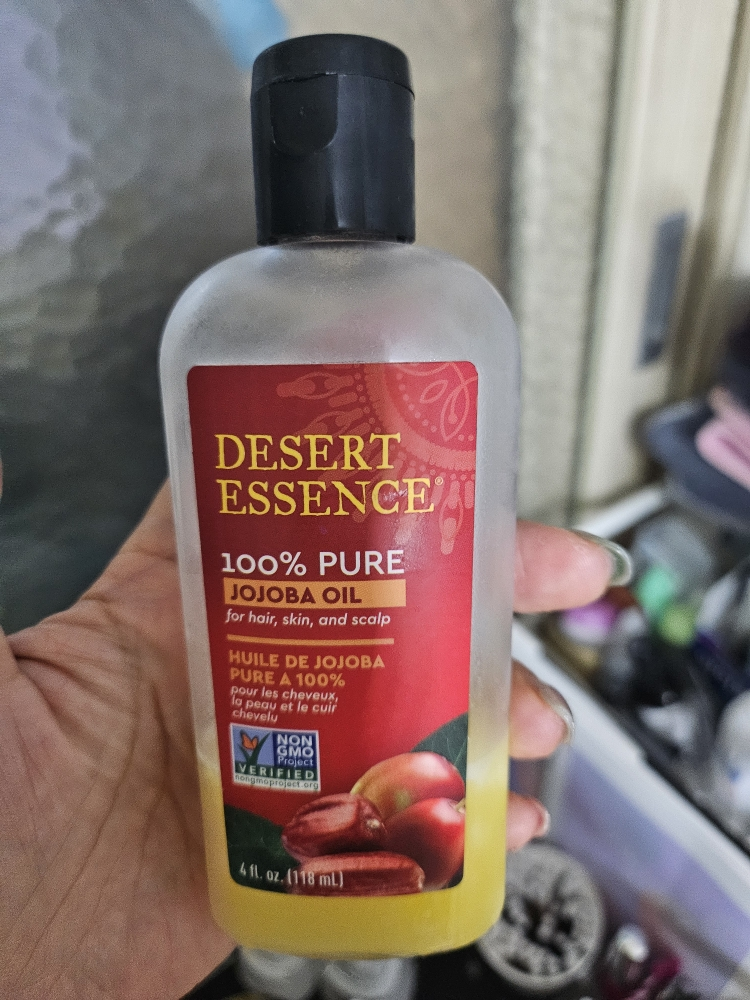 DESERT
ESSENCE®
100% PURE
JOJOBA OIL
for hair, skin, and scalp
HUILE DE JOJOBA
PURE A 100%
pour les cheveux,
la peau et le cuir
chevelu
NON
GMO
Project
VERIFIED
nongmoproject.org
4 fl. oz. (118 mL)